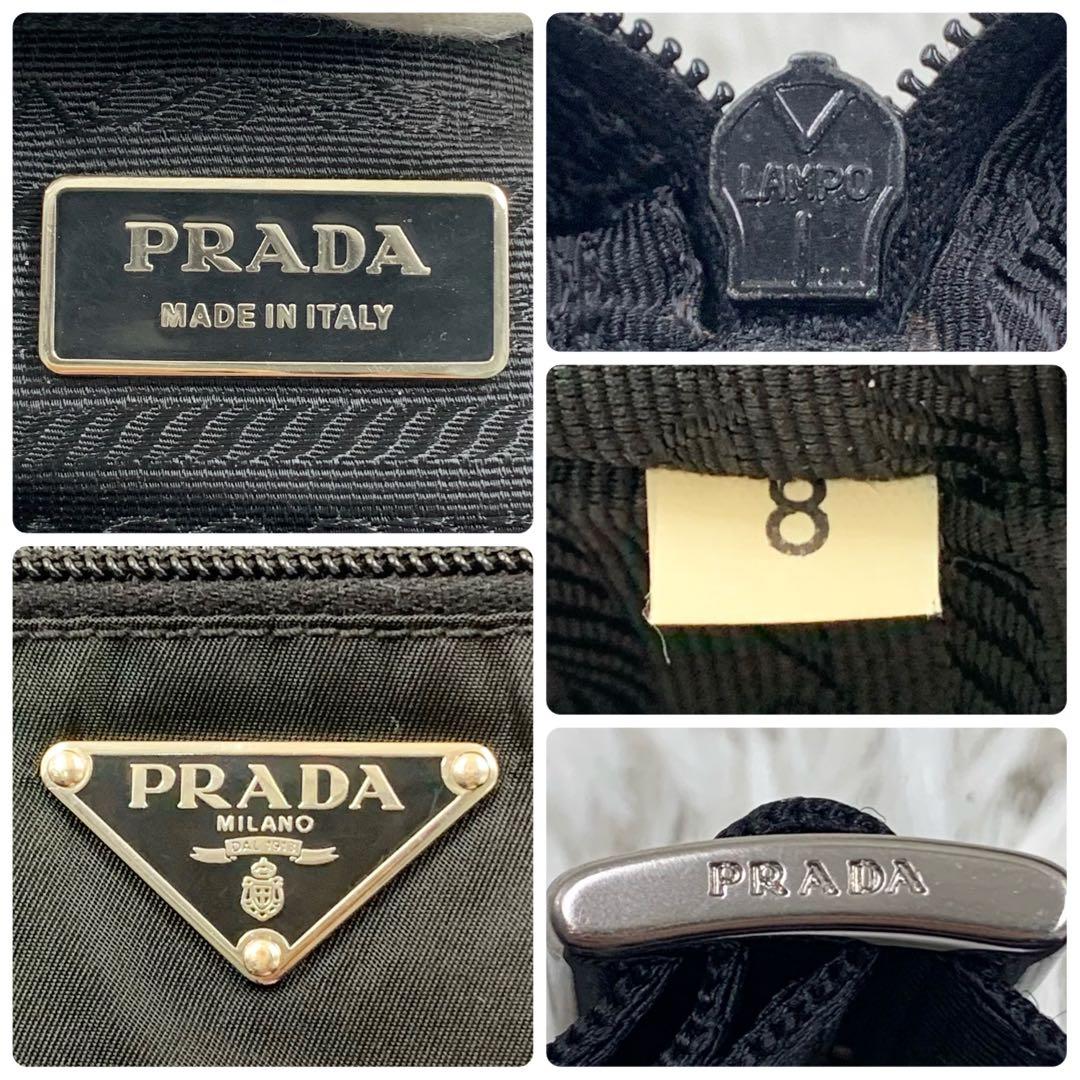 PRADA
MADE IN ITALY
LAMPO
8
PRADA
MILANO
DAL 1913
PRADA